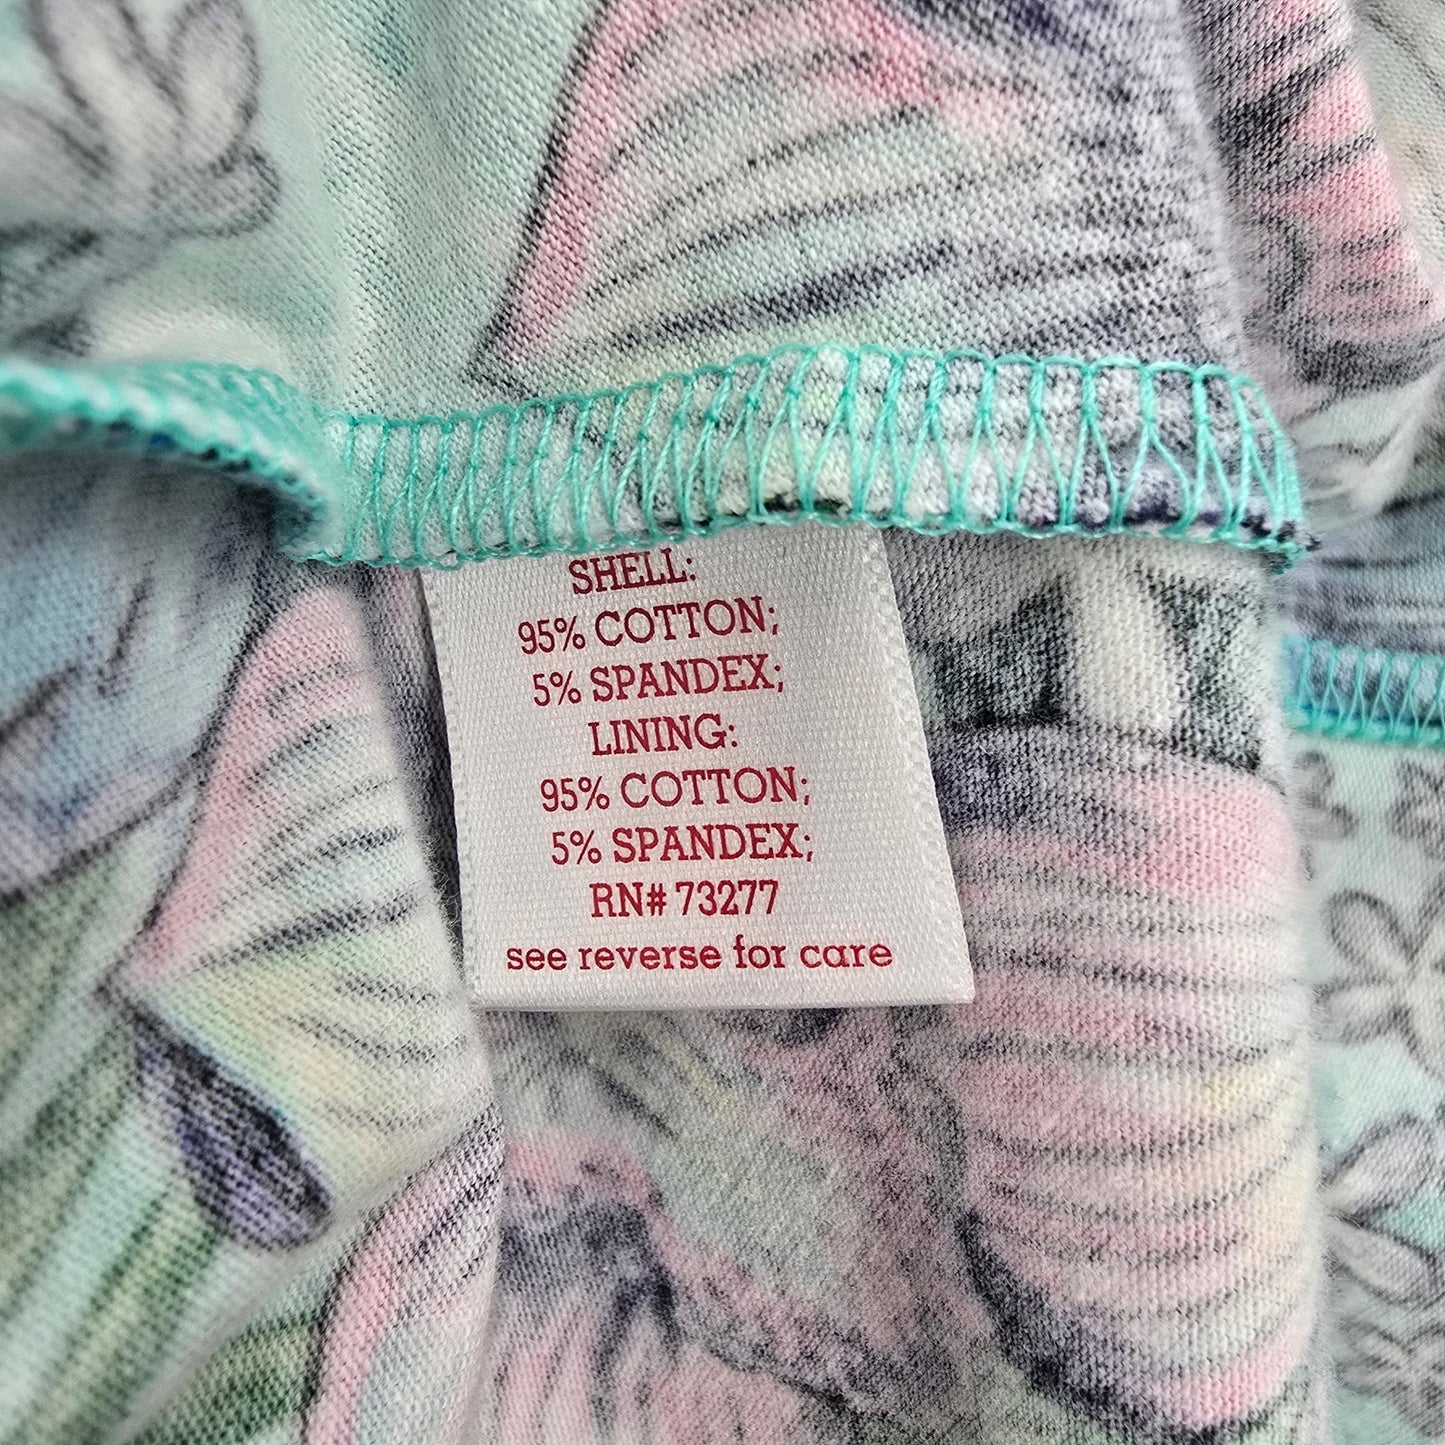 SHELL:
95% COTTON;
5% SPANDEX;
LINING:
95% COTTON;
5% SPANDEX;
RN# 73277
see reverse for care